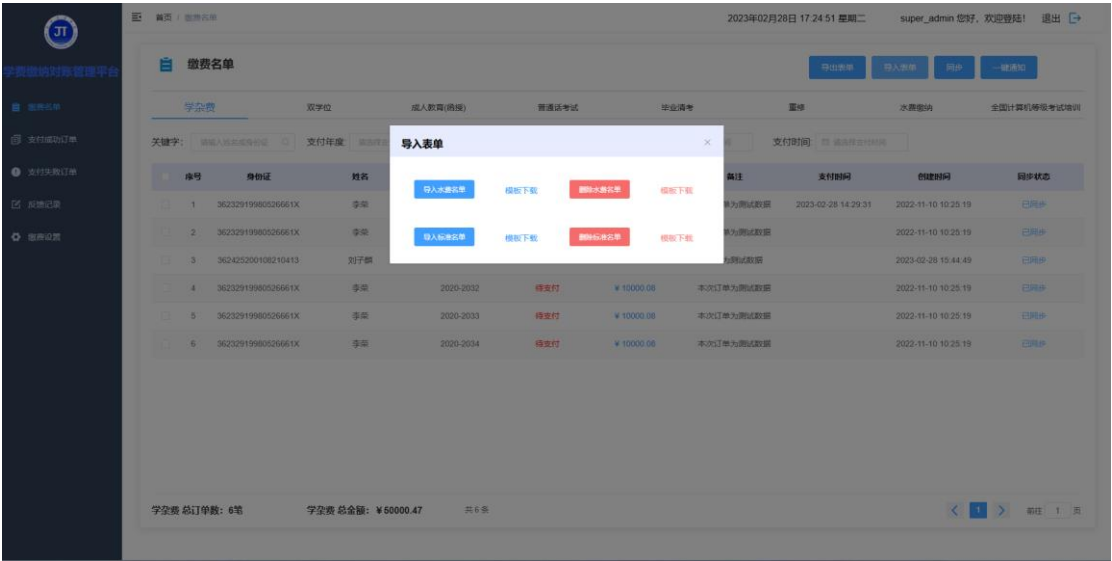 JT
学费缴纳对账管理平台
缴费名单
支付成功订单
支付失败订单
反馈记录
缴费设置
首页 / 缴费名单
2023年02月28日 17:24:51 星期二
super_admin 您好，欢迎登陆！ 退出
缴费名单
导出表单 导入表单 同步 一键通知
学杂费 双学位 成人教育(函授) 普通话考试 毕业清考 重修 水费缴纳 全国计算机等级考试培训
关键字： 请输入姓名或身份证 支付年度 支付时间 请选择支付时间
导入表单 ×
导入水费名单 模板下载 删除水费名单 模板下载
导入标准名单 模板下载 删除标准名单 模板下载
序号 身份证 姓名 备注 支付时间 创建时间 同步状态
1 36232919980526661X 李荣 单为测试数据 2023-02-28 14:29:31 2022-11-10 10:25:19 已同步
2 36232919980526661X 李荣 单为测试数据 2022-11-10 10:25:19 已同步
3 362425200108210413 刘子麟 为测试数据 2023-02-28 15:44:49 已同步
4 36232919980526661X 李荣 2020-2032 待支付 ¥ 10000.08 本次订单为测试数据 2022-11-10 10:25:19 已同步
5 36232919980526661X 李荣 2020-2033 待支付 ¥ 10000.08 本次订单为测试数据 2022-11-10 10:25:19 已同步
6 36232919980526661X 李荣 2020-2034 待支付 ¥ 10000.08 本次订单为测试数据 2022-11-10 10:25:19 已同步
学杂费 总订单数：6笔 学杂费 总金额：¥ 50000.47 共 6 条
1 前往 1 页